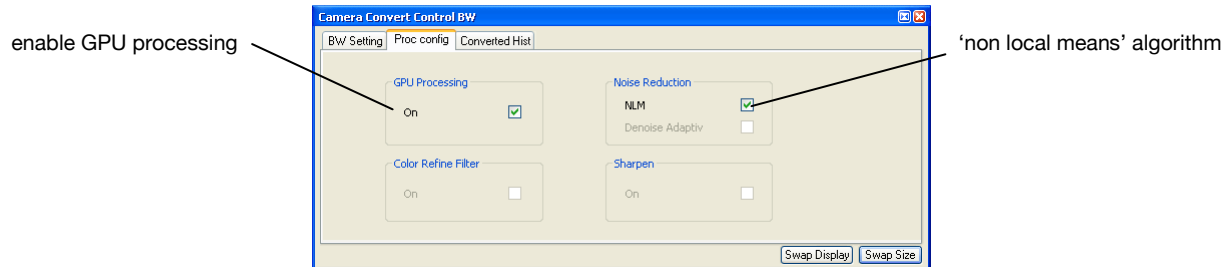 Camera Convert Control BW
enable GPU processing
BW Setting Proc config Converted Hist
‘non local means’ algorithm
GPU Processing
On
Noise Reduction
NLM
Denoise Adaptiv
Color Refine Filter
On
Sharpen
On
Swap Display Swap Size